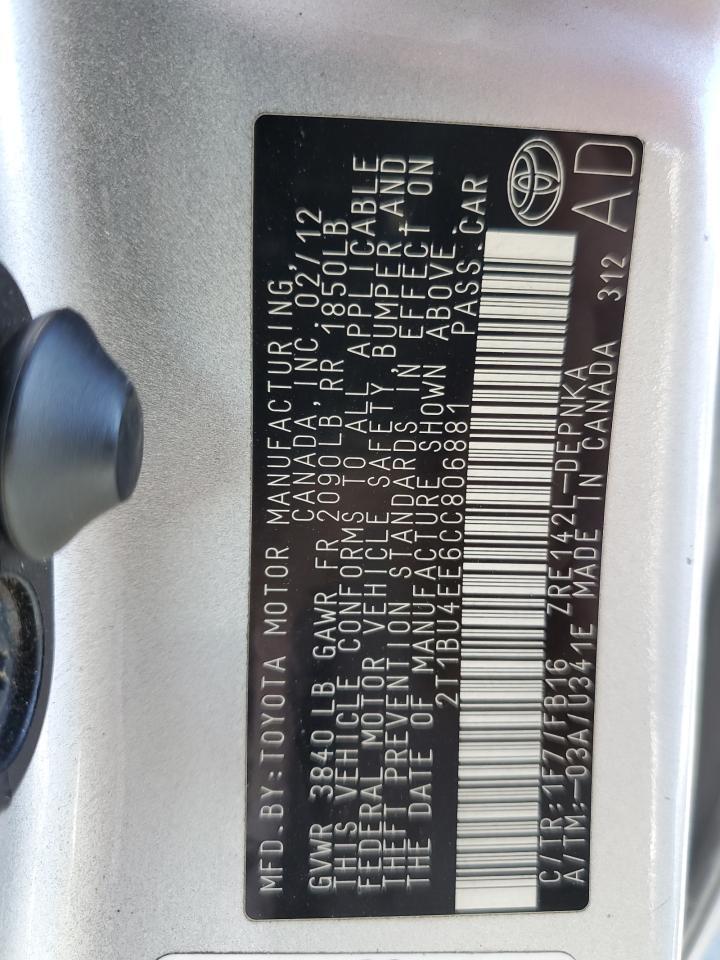 MFD.BY:TOYOTA MOTOR MANUFACTURING,
CANADA,INC.02/12
GVWR 3840LB GAWR FR 2090LB,RR 1850LB
THIS VEHICLE CONFORMS TO ALL APPLICABLE
FEDERAL MOTOR VEHICLE SAFETY,BUMPER,AND
THEFT PREVENTION STANDARDS IN EFFECT ON
THE DATE OF MANUFACTURE SHOWN ABOVE.
2T1BU4EE6CC806881 PASS.CAR
C/TR:1F7/FB16 ZRE142L-DEPNKA
A/TM:-03A/U341E MADE IN CANADA 312 AD